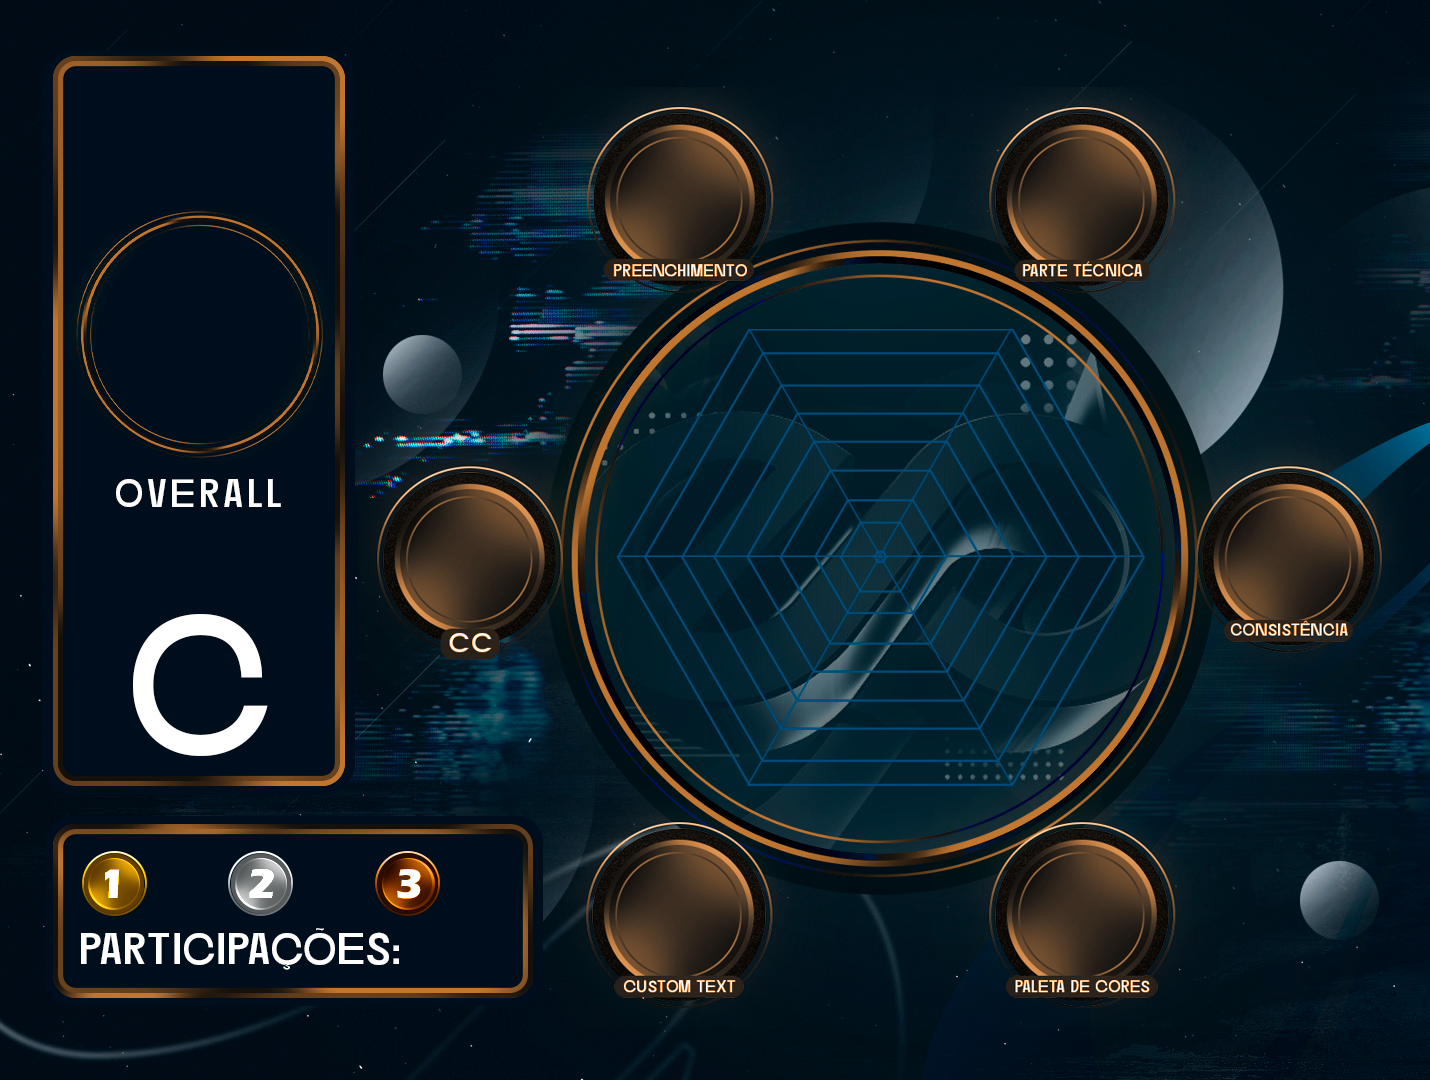 OVERALL
C
1
2
3
PARTICIPAÇÕES:
PREENCHIMENTO
PARTE TÉCNICA
CC
CONSISTÊNCIA
CUSTOM TEXT
PALETA DE CORES